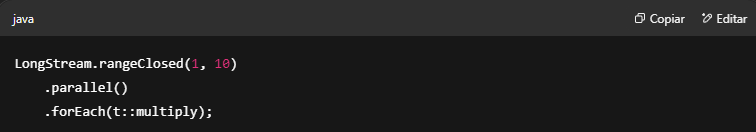 java Copiar Editar
LongStream.rangeClosed(1, 10)
    .parallel()
    .forEach(t::multiply);